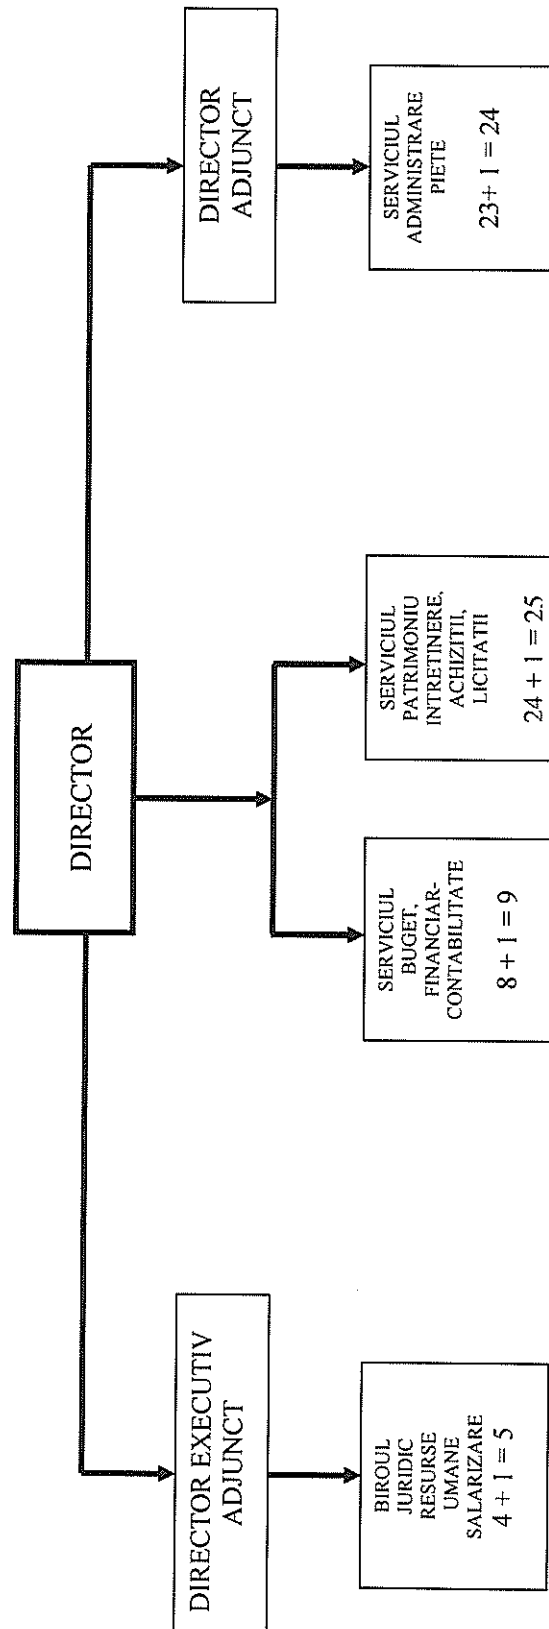 DIRECTOR
DIRECTOR EXECUTIV
ADJUNCT
DIRECTOR
ADJUNCT
BIROUL
JURIDIC
RESURSE
UMANE
SALARIZARE
4 + 1 = 5
SERVICIUL
BUGET,
FINANCIAR-
CONTABILITATE
8 + 1 = 9
SERVICIUL
PATRIMONIU
INTRETINERE,
ACHIZITII,
LICITATII
24 + 1 = 25
SERVICIUL
ADMINISTRARE
PIETE
23+ 1 = 24